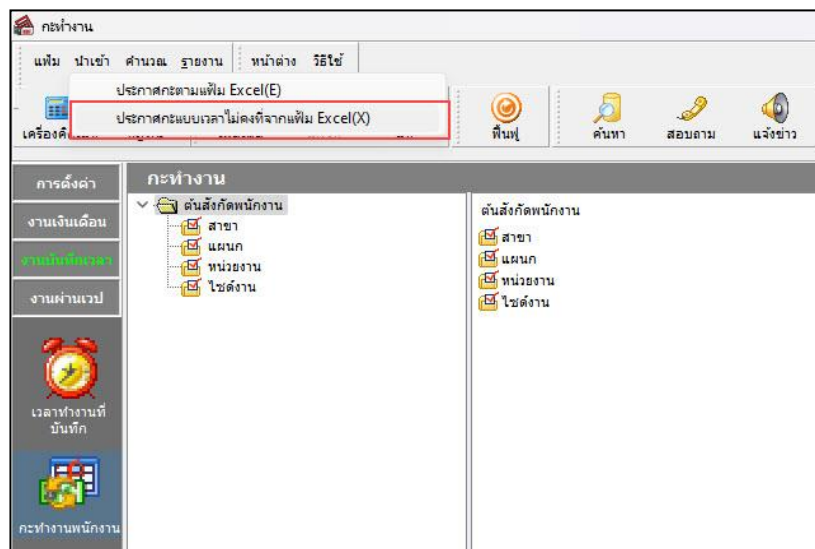 กะทำงาน
แฟ้ม นำเข้า คำนวณ รายงาน หน้าต่าง วิธีใช้
ประกาศกะตามแฟ้ม Excel(E)
ประกาศกะแบบเวลาไม่คงที่จากแฟ้ม Excel(X)
ฟื้นฟู ค้นหา สอบถาม แจ้งข่าว
การตั้งค่า
งานเงินเดือน
งานบันทึกเวลา
งานผ่านเวป
เวลาทำงานที่
บันทึก
กะทำงานพนักงาน
กะทำงาน
ต้นสังกัดพนักงาน
สาขา
แผนก
หน่วยงาน
ไซด์งาน
ต้นสังกัดพนักงาน
สาขา
แผนก
หน่วยงาน
ไซด์งาน